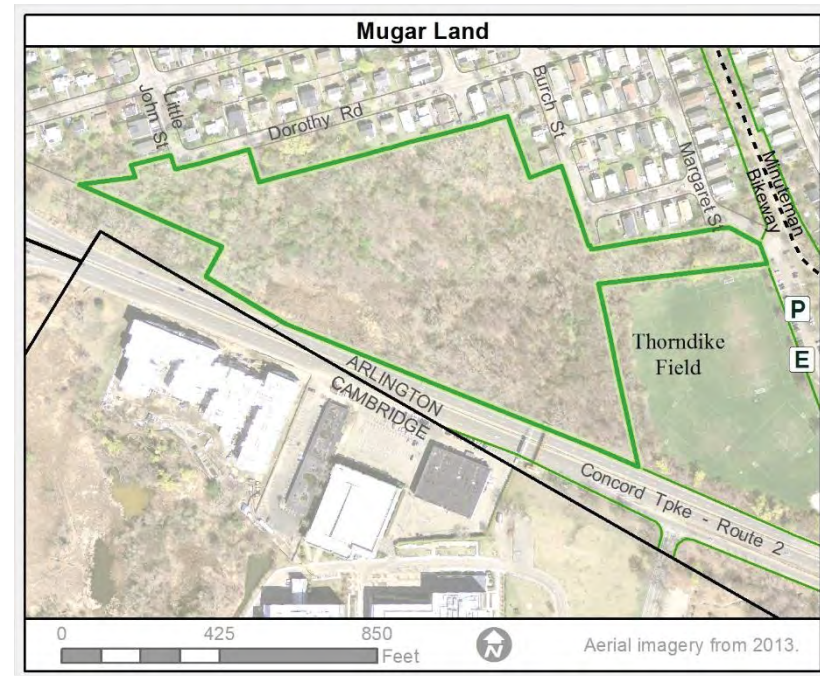 Mugar Land
Little
John St
Dorothy Rd
Burch St
Margaret St
Minuteman
Bikeway
P
E
Thorndike
Field
ARLINGTON
CAMBRIDGE
Concord Tpke - Route 2
0 425 850
Feet
N
Aerial imagery from 2013.